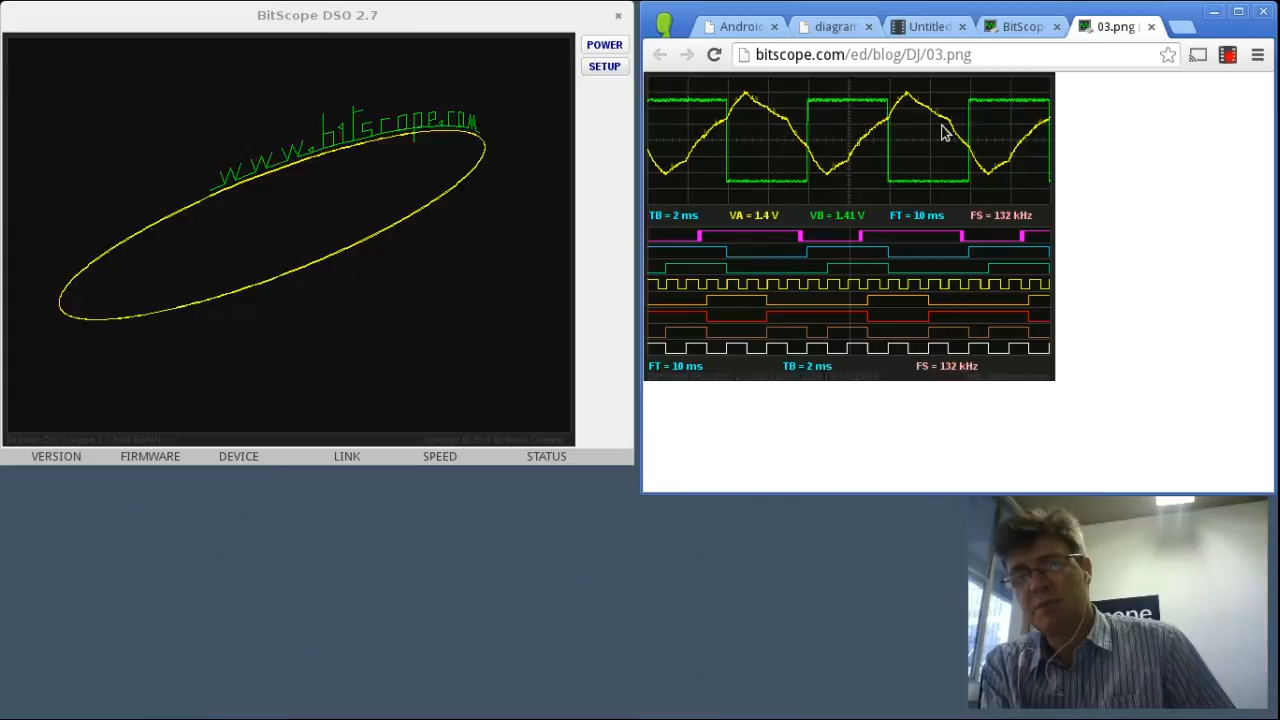 BitScope DSO 2.7
POWER
SETUP
www.bitscope.com
VERSION FIRMWARE DEVICE LINK SPEED STATUS
Android diagram Untitled BitScop 03.png
bitscope.com/ed/blog/DJ/03.png
TB = 2 ms VA = 1.4 V VB = 1.41 V FT = 10 ms FS = 132 kHz
FT = 10 ms TB = 2 ms FS = 132 kHz
cope